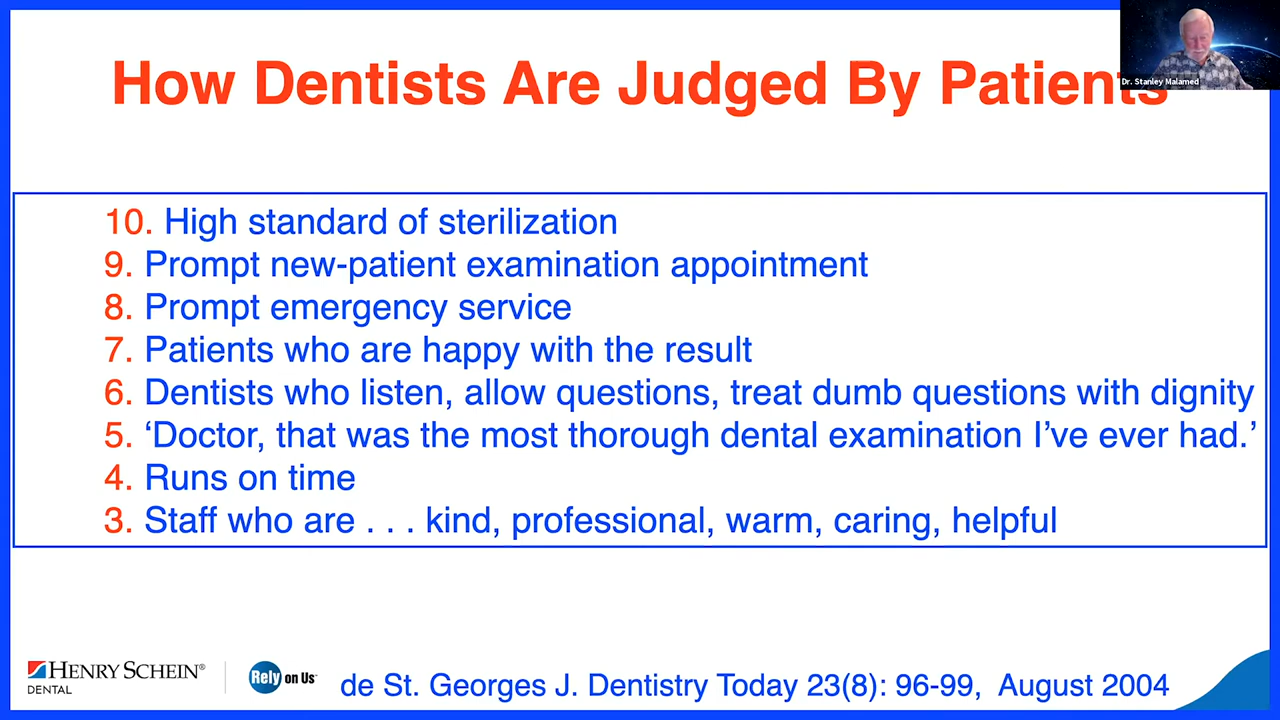 How Dentists Are Judged By Patients
Dr. Stanley Malamed
10. High standard of sterilization
9. Prompt new-patient examination appointment
8. Prompt emergency service
7. Patients who are happy with the result
6. Dentists who listen, allow questions, treat dumb questions with dignity
5. ‘Doctor, that was the most thorough dental examination I’ve ever had.’
4. Runs on time
3. Staff who are . . . kind, professional, warm, caring, helpful
HENRY SCHEIN®
DENTAL
Rely on Us™
de St. Georges J. Dentistry Today 23(8): 96-99, August 2004